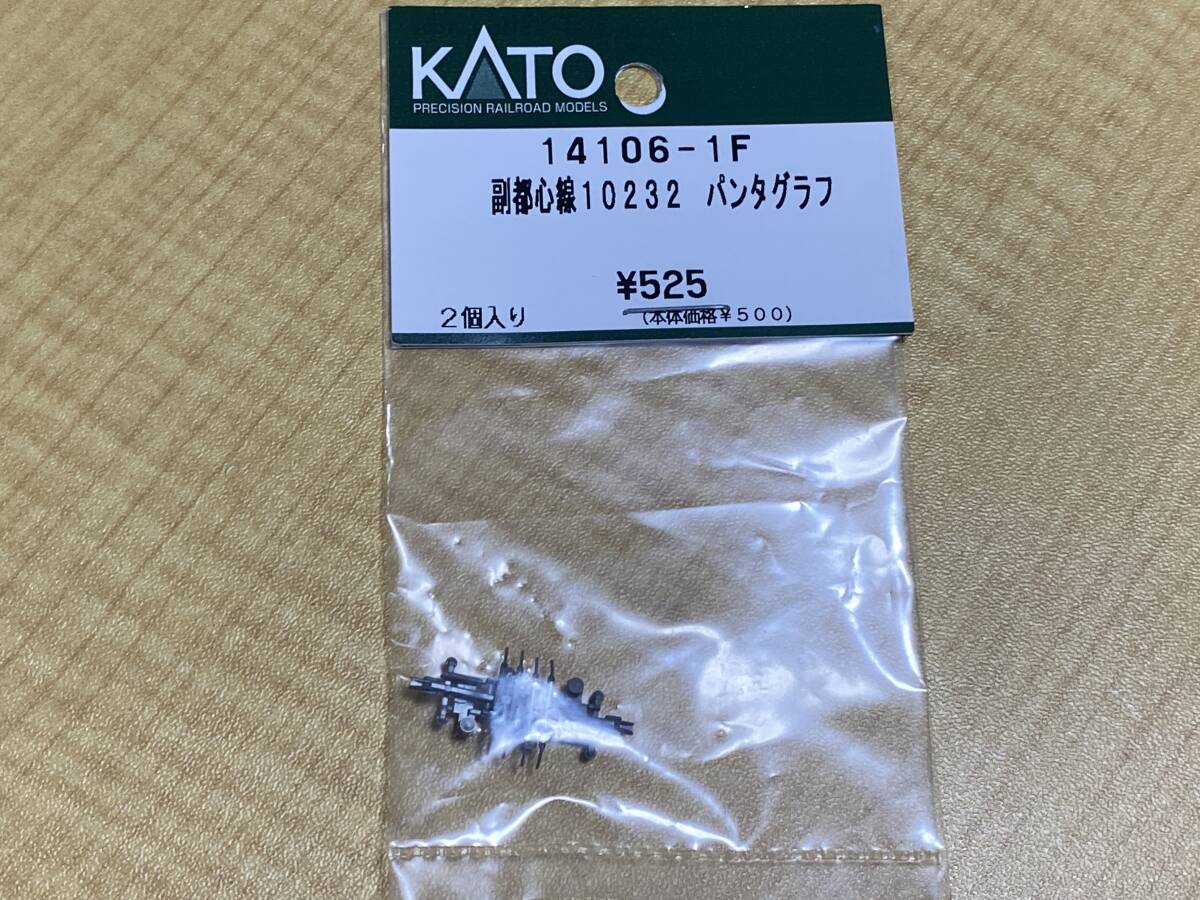 KATO
PRECISION RAILROAD MODELS
14106-1F
副都心線10232 パンタグラフ
¥525
2個入り (本体価格¥500)